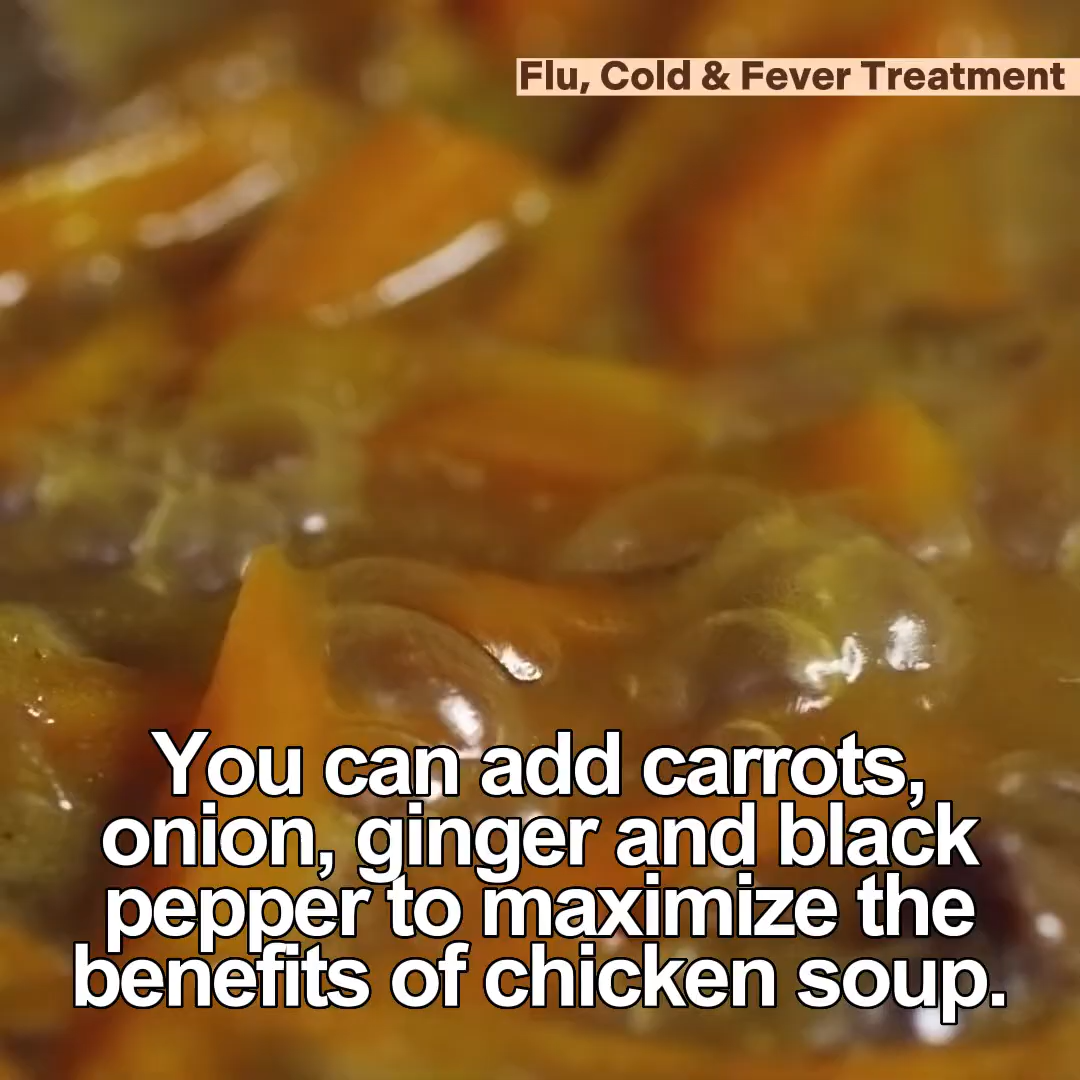 Flu, Cold & Fever Treatment
You can add carrots,
onion, ginger and black
pepper to maximize the
benefits of chicken soup.